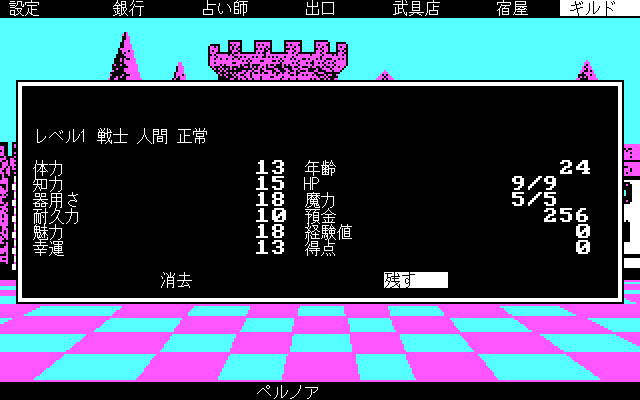 設定 銀行 占い師 出口 武具店 宿屋 ギルド
レベル1 戦士 人間 正常
体力 13 年齢 24
知力 15 HP 9/9
器用さ 18 魔力 5/5
耐久力 10 預金 256
魅力 18 経験値 0
幸運 13 得点 0
消去 残す
ペルノア